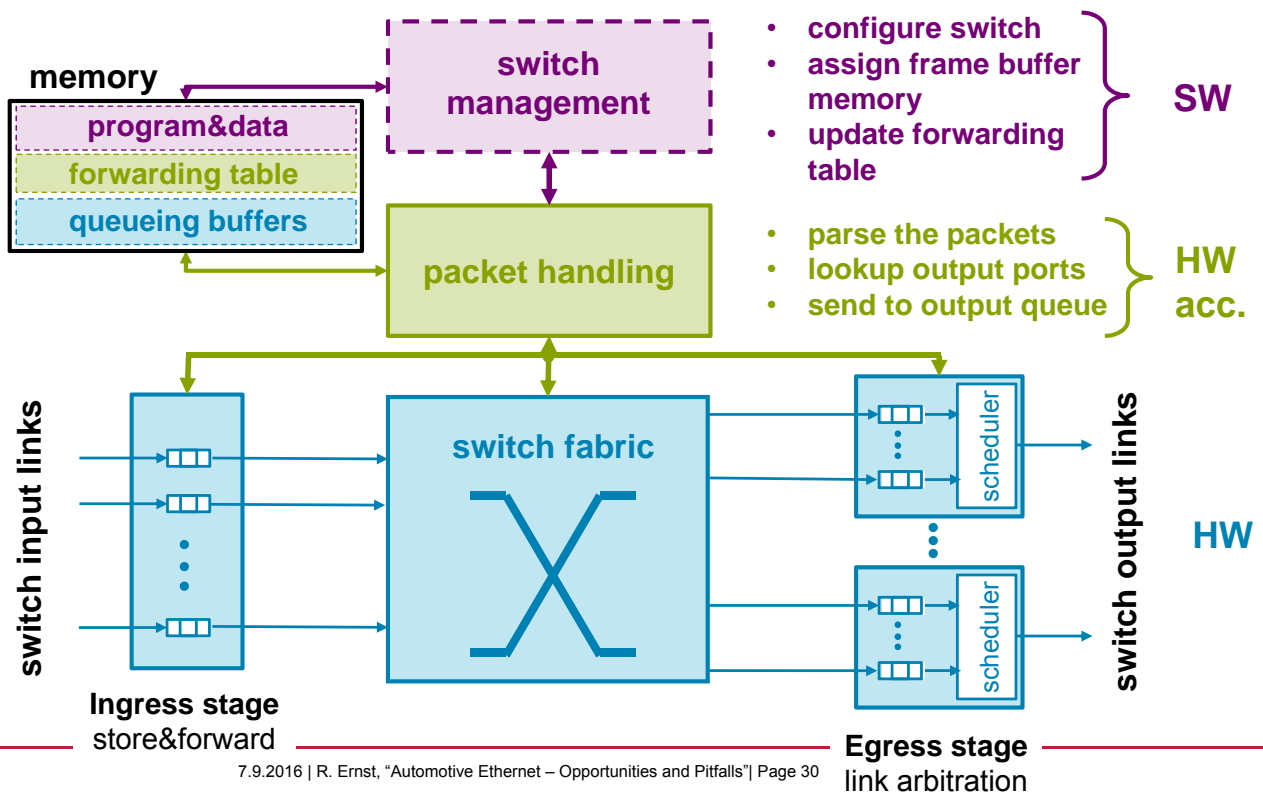 memory
program&data
forwarding table
queueing buffers
switch
management
• configure switch
• assign frame buffer
memory
• update forwarding
table
SW
packet handling
• parse the packets
• lookup output ports
• send to output queue
HW
acc.
switch input links
switch fabric
scheduler
scheduler
switch output links
HW
Ingress stage
store&forward
Egress stage
link arbitration
7.9.2016 | R. Ernst, “Automotive Ethernet – Opportunities and Pitfalls”| Page 30